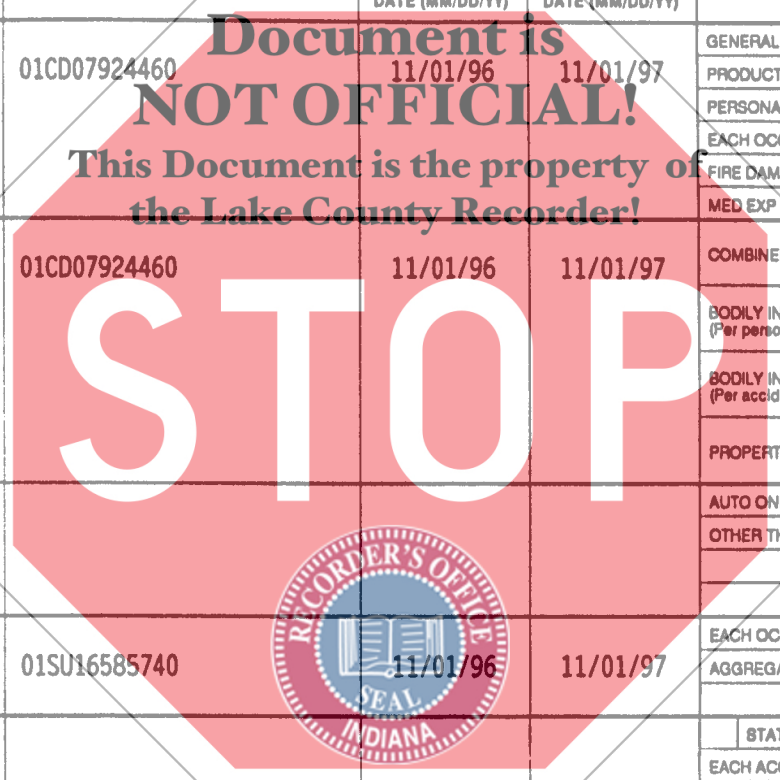 DATE (MM/DD/YY) DATE (MM/DD/YY)
Document is
NOT OFFICIAL!
This Document is the property of
the Lake County Recorder!
STOP
01CD07924460 11/01/96 11/01/97
GENERAL
PRODUCT
PERSONA
EACH OCC
FIRE DAM
MED EXP
01CD07924460 11/01/96 11/01/97
COMBINE
BODILY IN
(Per perso
BODILY IN
(Per accid
PROPERT
AUTO ON
OTHER TH
RECORDER'S OFFICE
SEAL
INDIANA
01SU16585740 11/01/96 11/01/97
EACH OC
AGGREGA
STAT
EACH ACC